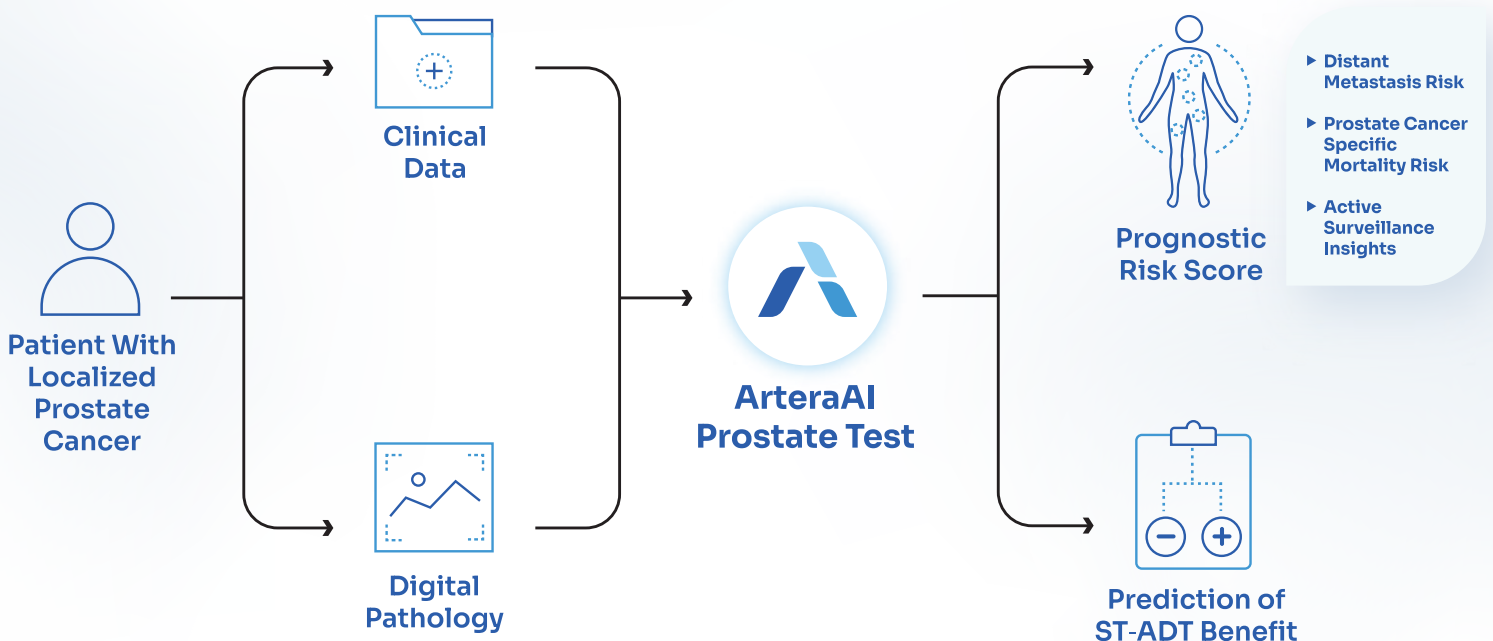 Clinical
Data
Patient With
Localized
Prostate
Cancer
Digital
Pathology
ArteraAI
Prostate Test
Prognostic
Risk Score
▶ Distant
Metastasis Risk
▶ Prostate Cancer
Specific
Mortality Risk
▶ Active
Surveillance
Insights
Prediction of
ST-ADT Benefit